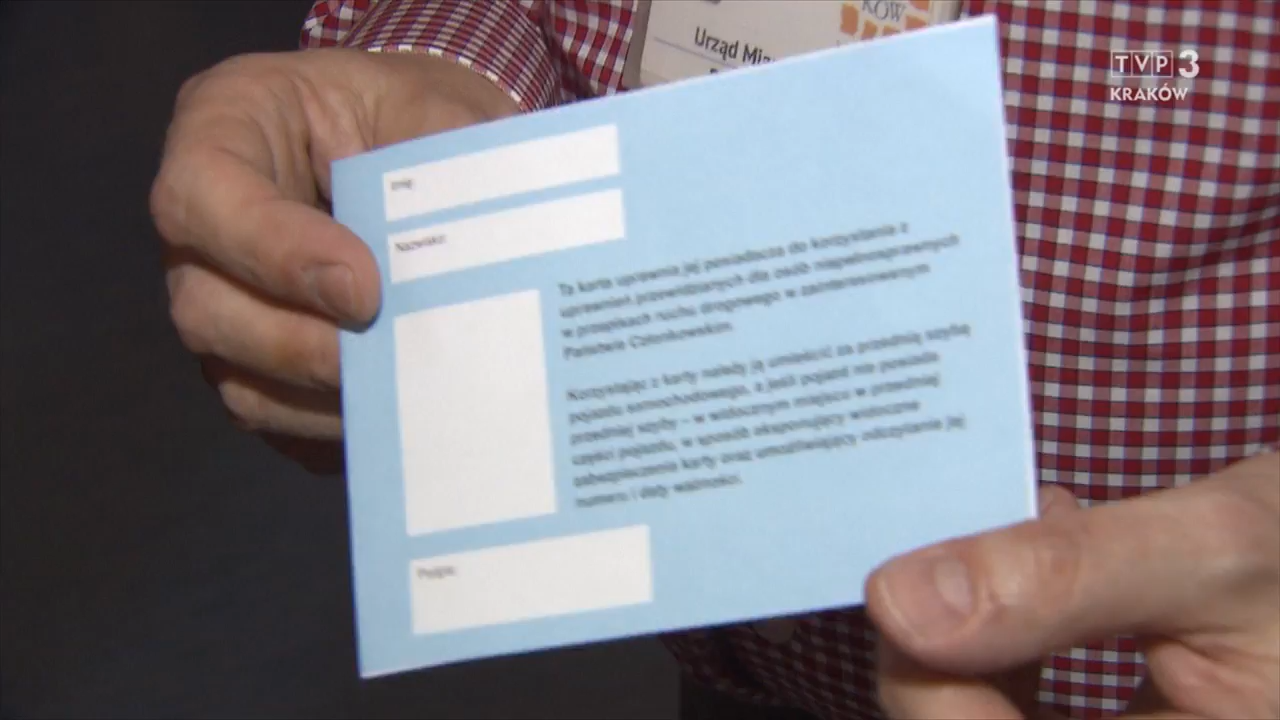 KÓW
Urząd Mia
TVP3
KRAKÓW
Imię
Nazwisko
Ta karta uprawnia jej posiadacza do korzystania z
uprawnień przewidzianych dla osób niepełnosprawnych
w przepisach ruchu drogowego w zainteresowanym
Państwie Członkowskim.
Korzystając z karty należy ją umieścić za przednią szybą
pojazdu samochodowego, a jeśli pojazd nie posiada
przedniej szyby – w widocznym miejscu w przedniej
części pojazdu, w sposób eksponujący widoczne
zabezpieczenia karty oraz umożliwiający odczytanie jej
numeru i daty ważności.
Podpis